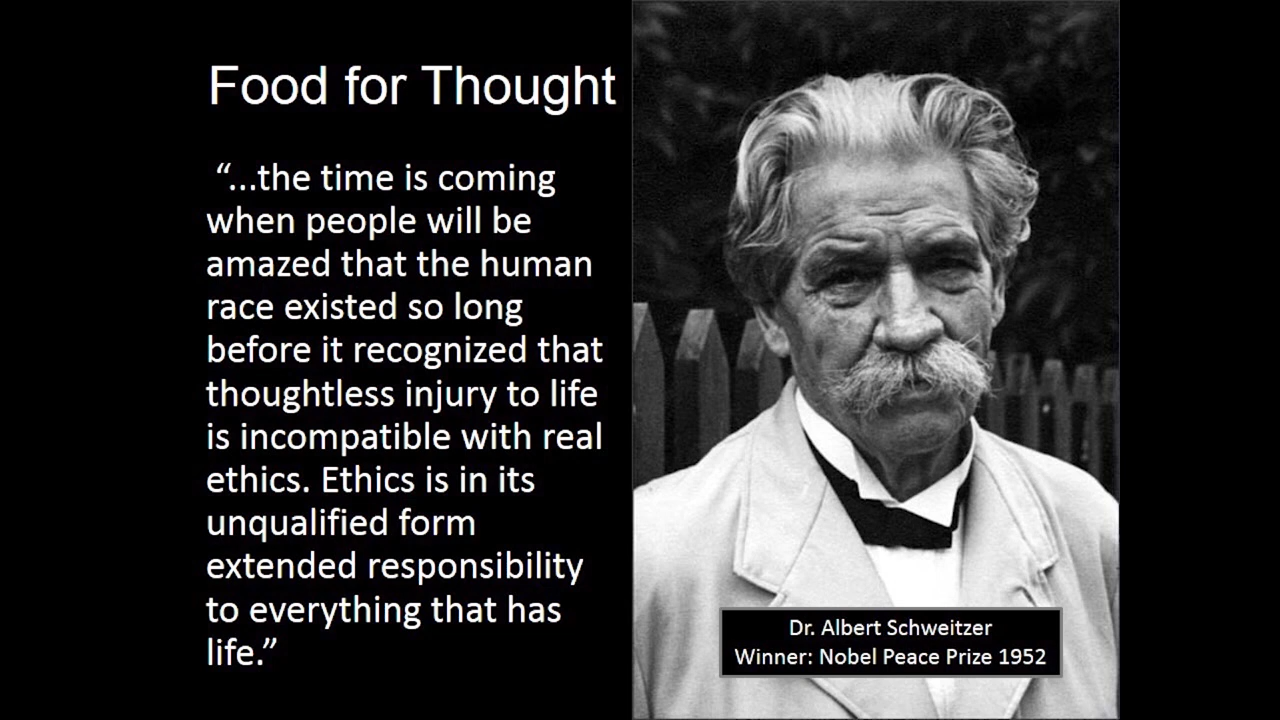 Food for Thought
“...the time is coming
when people will be
amazed that the human
race existed so long
before it recognized that
thoughtless injury to life
is incompatible with real
ethics. Ethics is in its
unqualified form
extended responsibility
to everything that has
life.”
Dr. Albert Schweitzer
Winner: Nobel Peace Prize 1952